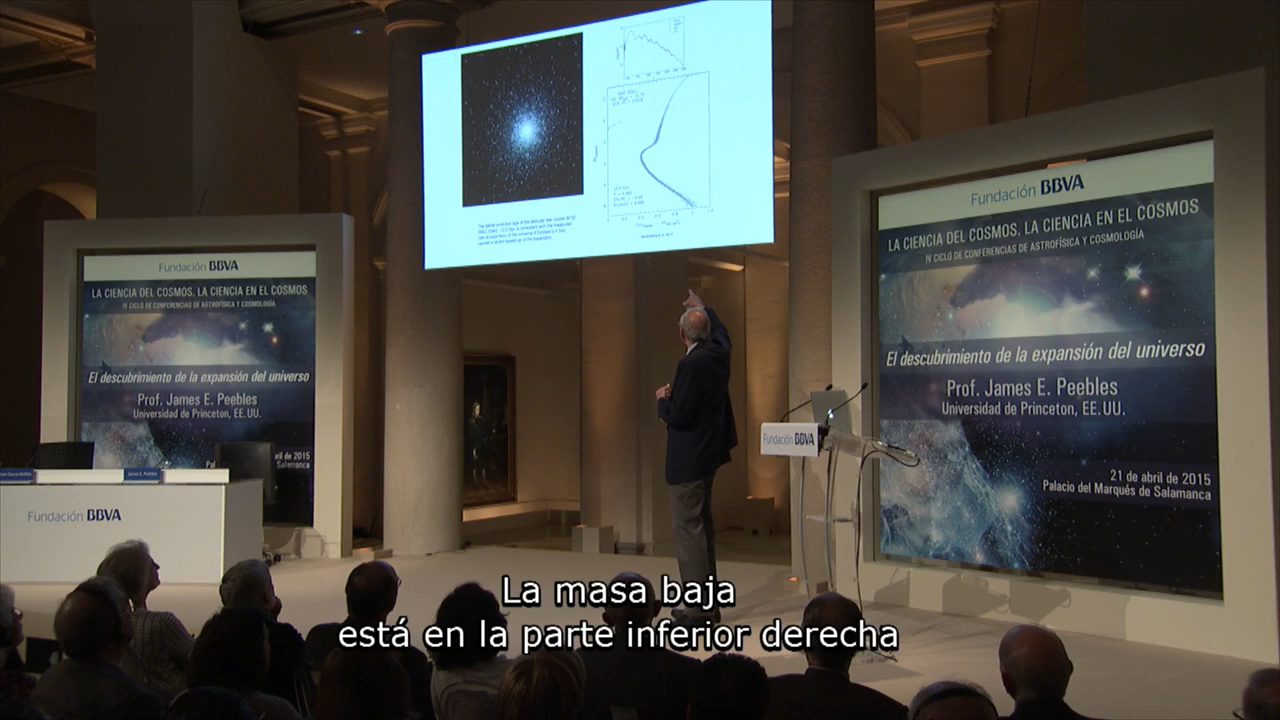 Fundación BBVA
LA CIENCIA DEL COSMOS. LA CIENCIA EN EL COSMOS
IV CICLO DE CONFERENCIAS DE ASTROFÍSICA Y COSMOLOGÍA
El descubrimiento de la expansión del universo
Prof. James E. Peebles
Universidad de Princeton, EE.UU.
ril de 2015
Salamanca
Fundación BBVA
Fundación BBVA
Fundación BBVA
LA CIENCIA DEL COSMOS. LA CIENCIA EN EL COSMOS
IV CICLO DE CONFERENCIAS DE ASTROFÍSICA Y COSMOLOGÍA
El descubrimiento de la expansión del universo
Prof. James E. Peebles
Universidad de Princeton, EE.UU.
21 de abril de 2015
Palacio del Marqués de Salamanca
La masa baja
está en la parte inferior derecha